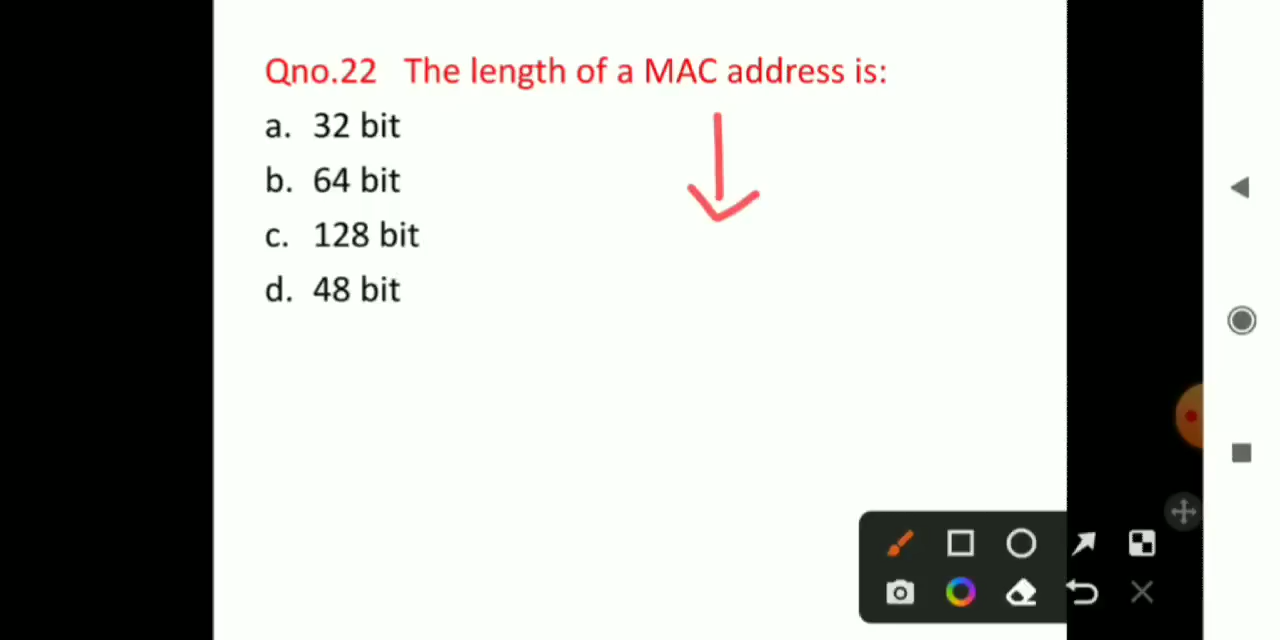 Qno.22 The length of a MAC address is:
a. 32 bit
b. 64 bit
c. 128 bit
d. 48 bit